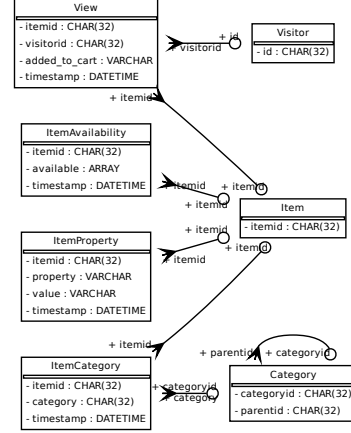 View
- itemid : CHAR(32)
- visitorid : CHAR(32)
- added_to_cart : VARCHAR
- timestamp : DATETIME
+ id
+ visitorid
Visitor
- id : CHAR(32)
+ itemid
ItemAvailability
- itemid : CHAR(32)
- available : ARRAY
- timestamp : DATETIME
+ itemid
+ itemid
+ itemid
Item
- itemid : CHAR(32)
+ itemid
+ itemid
+ itemid
ItemProperty
- itemid : CHAR(32)
- property : VARCHAR
- value : VARCHAR
- timestamp : DATETIME
+ itemid
ItemCategory
- itemid : CHAR(32)
- category : CHAR(32)
- timestamp : DATETIME
+ categoryid
+ category
+ parentid
+ categoryid
Category
- categoryid : CHAR(32)
- parentid : CHAR(32)